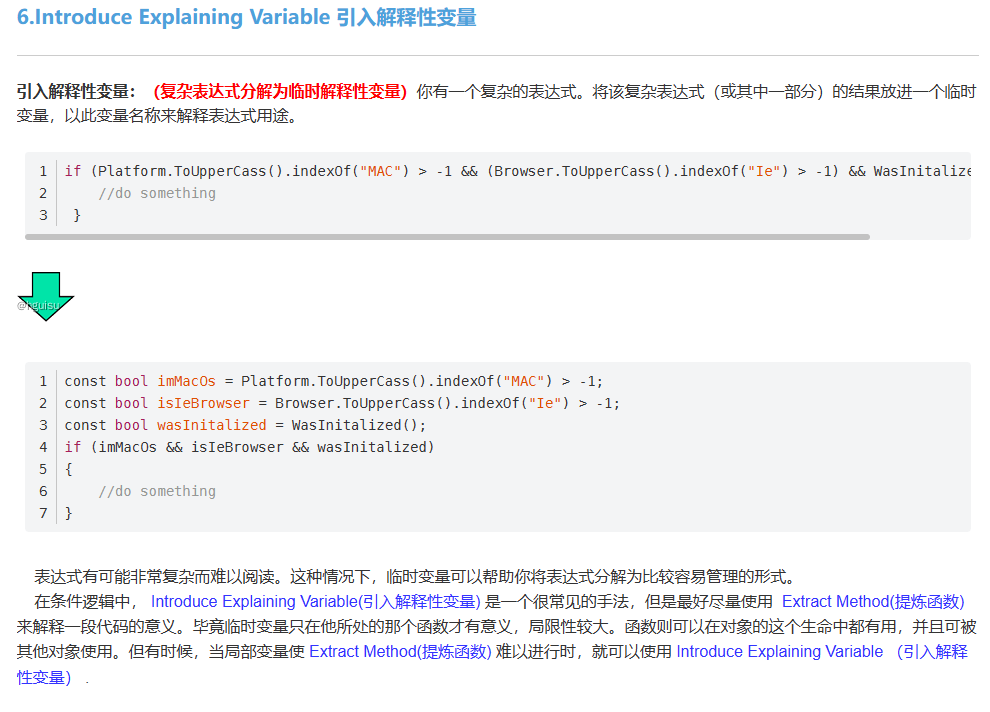 6.Introduce Explaining Variable 引入解释性变量
引入解释性变量：（复杂表达式分解为临时解释性变量）你有一个复杂的表达式。将该复杂表达式（或其中一部分）的结果放进一个临时
变量，以此变量名称来解释表达式用途。
1 if (Platform.ToUpperCass().indexOf("MAC") > -1 && (Browser.ToUpperCass().indexOf("Ie") > -1) && WasInitalize
2     //do something
3  }
@hguisu
1 const bool imMacOs = Platform.ToUpperCass().indexOf("MAC") > -1;
2 const bool isIeBrowser = Browser.ToUpperCass().indexOf("Ie") > -1;
3 const bool wasInitalized = WasInitalized();
4 if (imMacOs && isIeBrowser && wasInitalized)
5 {
6     //do something
7 }
表达式有可能非常复杂而难以阅读。这种情况下，临时变量可以帮助你将表达式分解为比较容易管理的形式。
在条件逻辑中， Introduce Explaining Variable(引入解释性变量) 是一个很常见的手法，但是最好尽量使用 Extract Method(提炼函数)
来解释一段代码的意义。毕竟临时变量只在他所处的那个函数才有意义，局限性较大。函数则可以在对象的这个生命中都有用，并且可被
其他对象使用。但有时候，当局部变量使 Extract Method(提炼函数) 难以进行时，就可以使用 Introduce Explaining Variable （引入解释
性变量） .